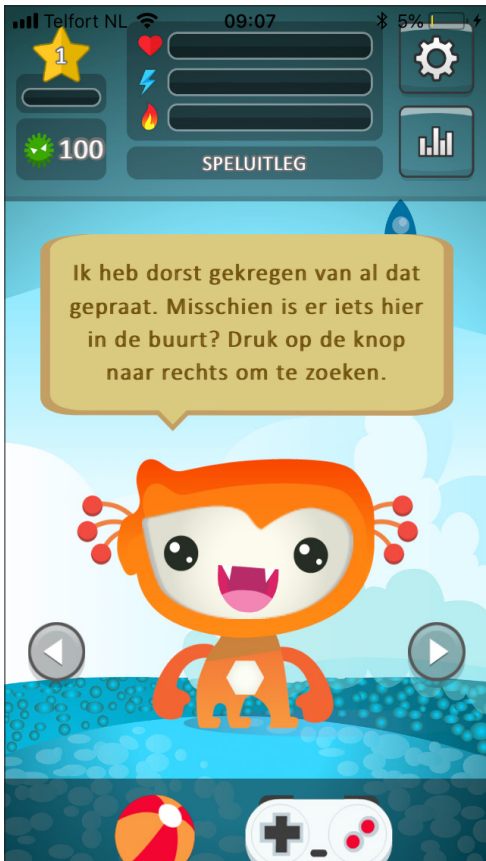 Telfort NL 09:07 5%
1
100
SPELUITLEG
Ik heb dorst gekregen van al dat
gepraat. Misschien is er iets hier
in de buurt? Druk op de knop
naar rechts om te zoeken.